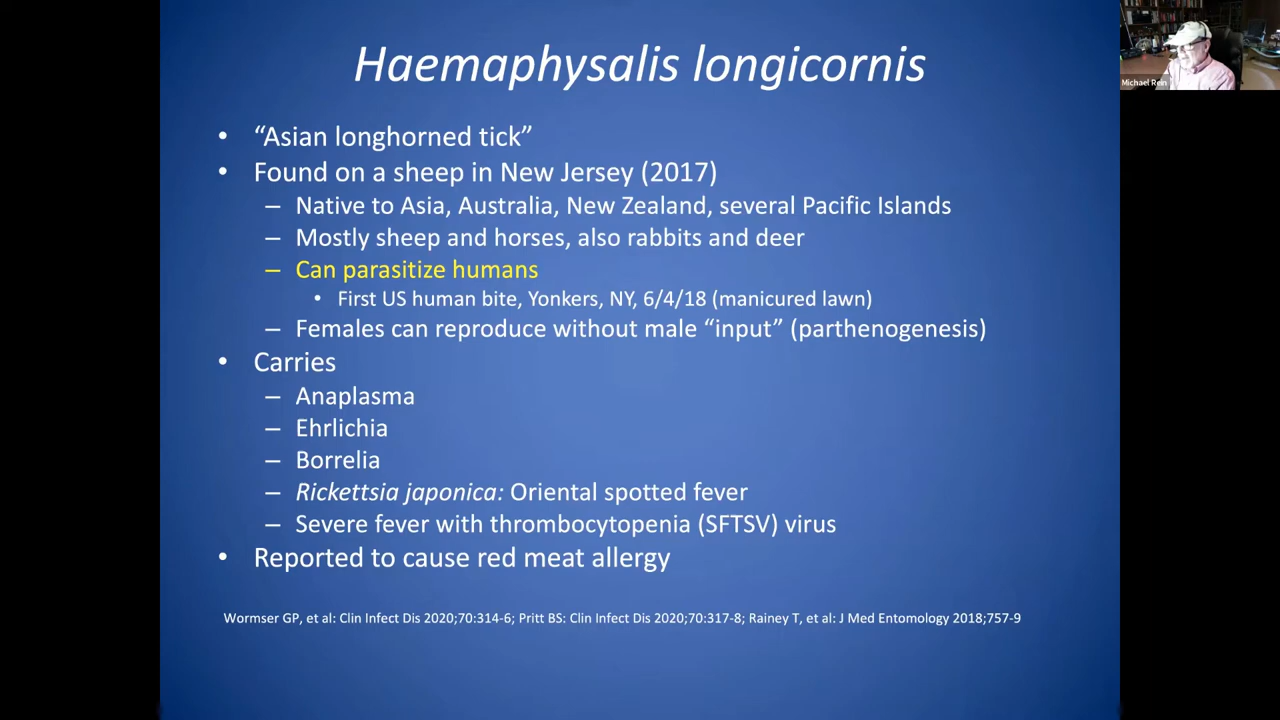 Haemaphysalis longicornis
• “Asian longhorned tick”
• Found on a sheep in New Jersey (2017)
– Native to Asia, Australia, New Zealand, several Pacific Islands
– Mostly sheep and horses, also rabbits and deer
– Can parasitize humans
• First US human bite, Yonkers, NY, 6/4/18 (manicured lawn)
– Females can reproduce without male “input” (parthenogenesis)
• Carries
– Anaplasma
– Ehrlichia
– Borrelia
– Rickettsia japonica: Oriental spotted fever
– Severe fever with thrombocytopenia (SFTSV) virus
• Reported to cause red meat allergy
Wormser GP, et al: Clin Infect Dis 2020;70:314-6; Pritt BS: Clin Infect Dis 2020;70:317-8; Rainey T, et al: J Med Entomology 2018;757-9
Michael Rein